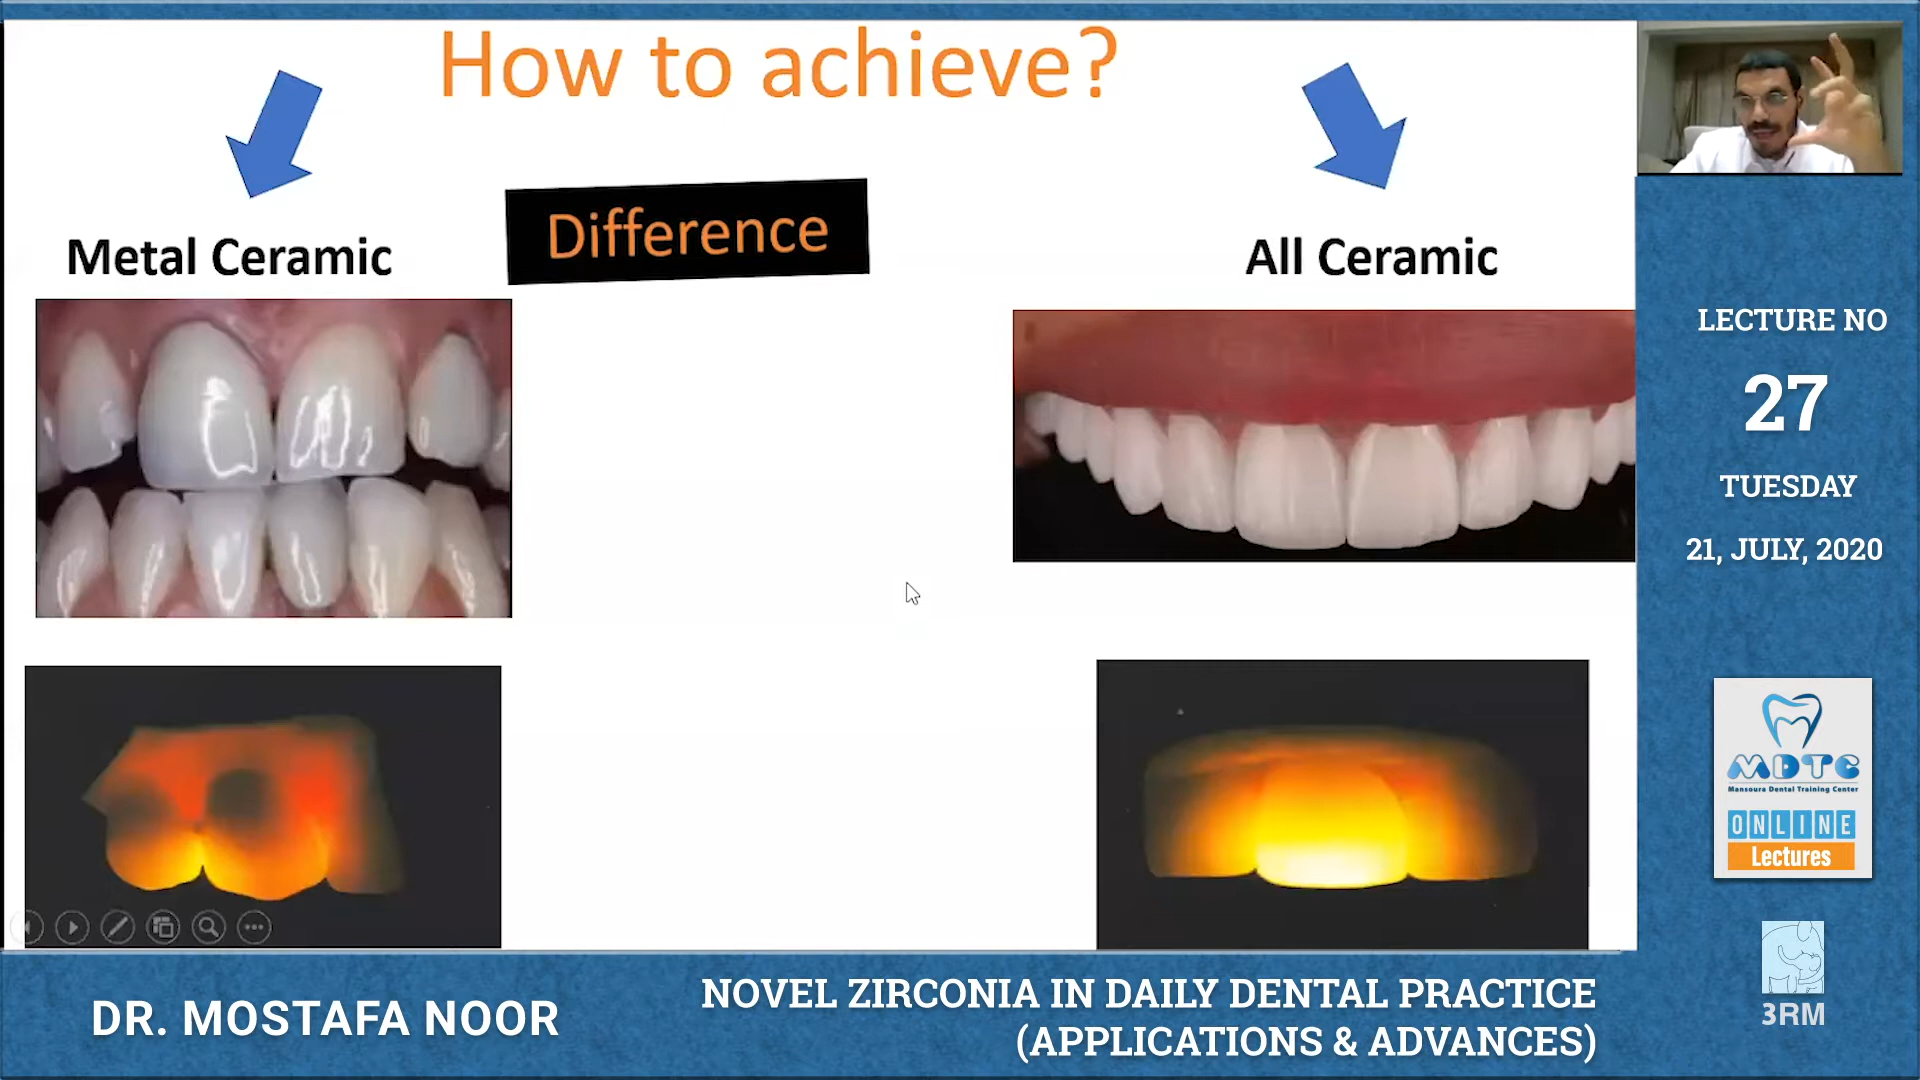 How to achieve?
Difference
Metal Ceramic
All Ceramic
LECTURE NO
27
TUESDAY
21, JULY, 2020
MDTC
Mansoura Dental Training Center
ONLINE
Lectures
3RM
DR. MOSTAFA NOOR
NOVEL ZIRCONIA IN DAILY DENTAL PRACTICE
(APPLICATIONS & ADVANCES)